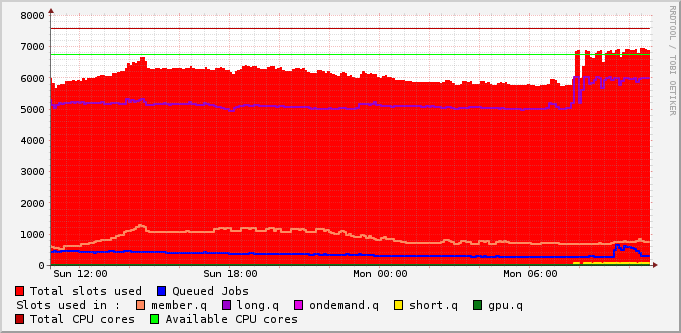 8000
7000
6000
5000
4000
3000
2000
1000
0
Sun 12:00 Sun 18:00 Mon 00:00 Mon 06:00
RRDTOOL / TOBI OETIKER
Total slots used Queued Jobs
Slots used in : member.q long.q ondemand.q short.q gpu.q
Total CPU cores Available CPU cores